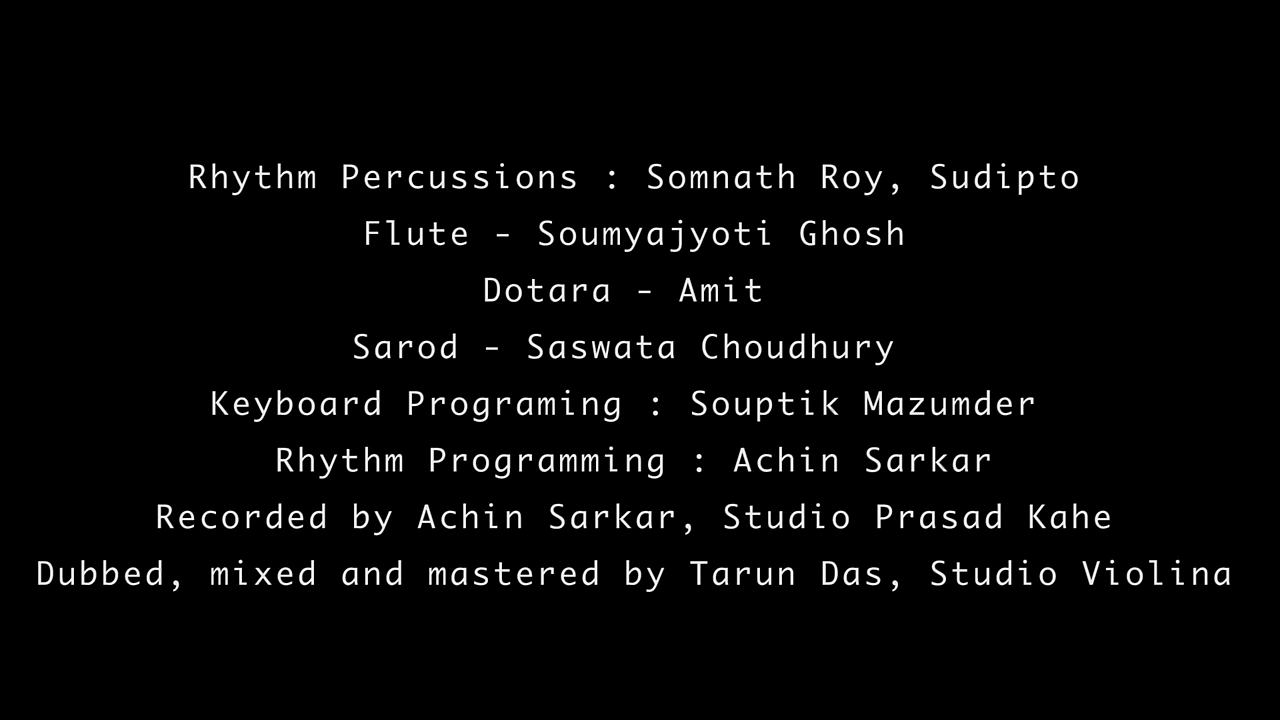 Rhythm Percussions : Somnath Roy, Sudipto
Flute - Soumyajyoti Ghosh
Dotara - Amit
Sarod - Saswata Choudhury
Keyboard Programing : Souptik Mazumder
Rhythm Programming : Achin Sarkar
Recorded by Achin Sarkar, Studio Prasad Kahe
Dubbed, mixed and mastered by Tarun Das, Studio Violina